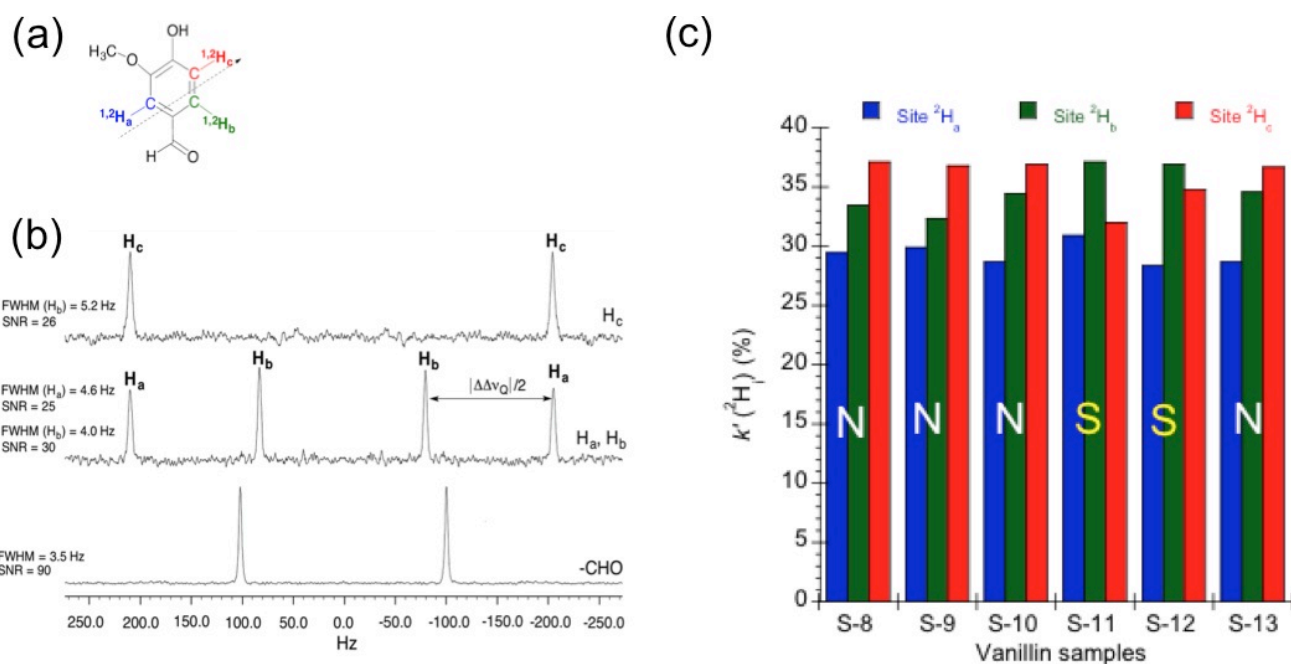 (a)
OH
H₃C
O
¹,²Hc
C
C
C
¹,²Ha
¹,²Hb
H
O
(b)
Hc
Hc
FWHM (Hb) = 5.2 Hz
SNR = 26
Hc
Ha
Hb
Hb
Ha
|ΔΔνQ|/2
FWHM (Ha) = 4.6 Hz
SNR = 25
FWHM (Hb) = 4.0 Hz
SNR = 30
Ha, Hb
FWHM = 3.5 Hz
SNR = 90
-CHO
250.0 200.0 150.0 100.0 50.0 0.0 -50.0 -100.0 -150.0 -200.0 -250.0
Hz
(c)
Site ²Ha Site ²Hb Site ²Hc
40
35
30
25
20
15
10
5
0
k' (²Hi) (%)
N N N S S N
S-8 S-9 S-10 S-11 S-12 S-13
Vanillin samples